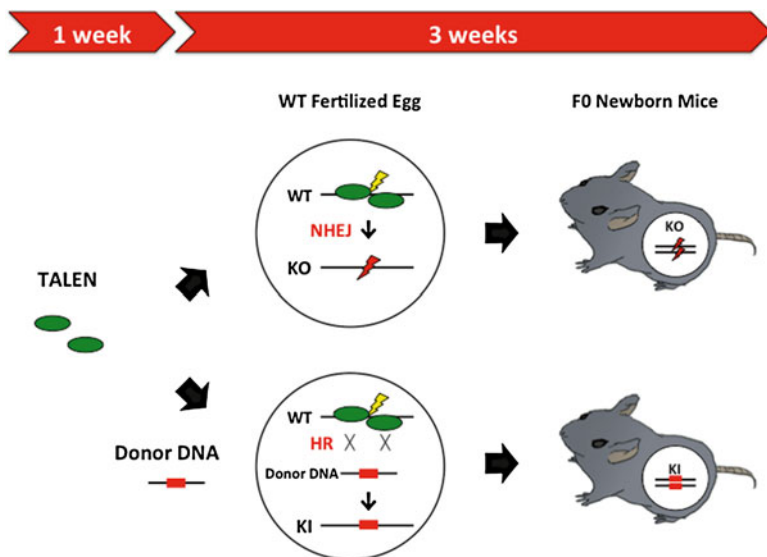 1 week
3 weeks
WT Fertilized Egg
F0 Newborn Mice
WT
NHEJ
KO
KO
TALEN
WT
HR
Donor DNA
Donor DNA
KI
KI